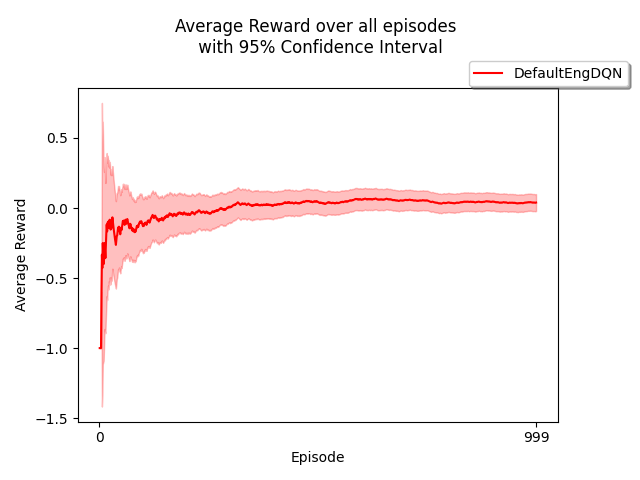 Average Reward over all episodes
with 95% Confidence Interval
DefaultEngDQN
0.5
0.0
−0.5
−1.0
−1.5
Average Reward
0
999
Episode